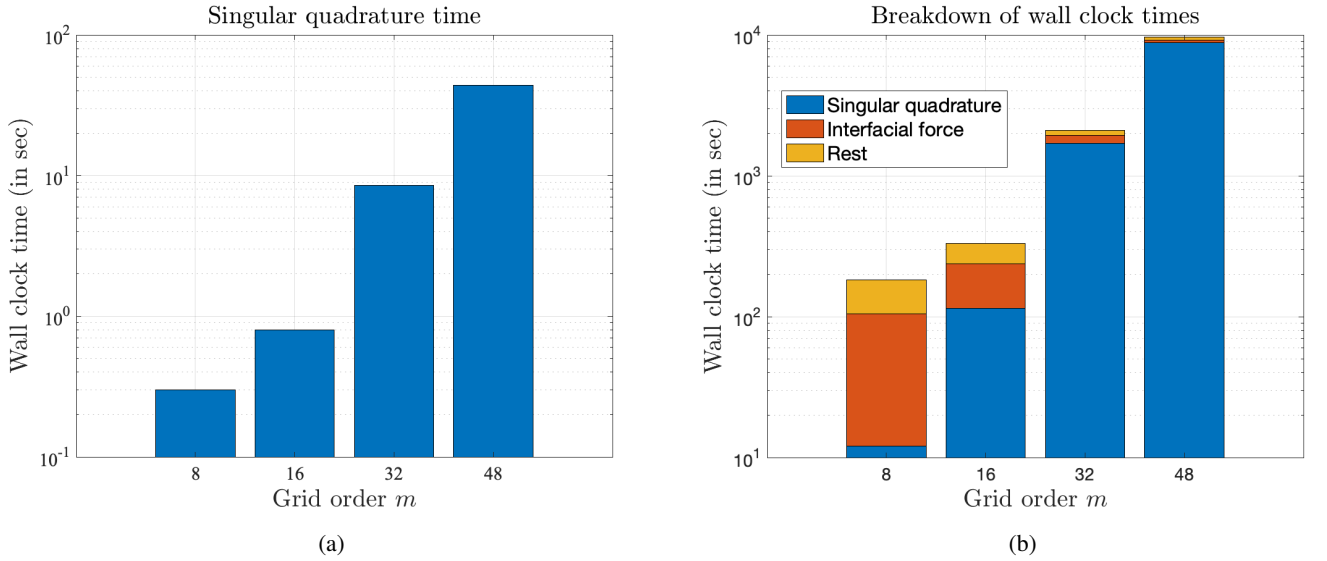 Singular quadrature time
Wall clock time (in sec)
10^2
10^1
10^0
10^-1
8 16 32 48
Grid order m
(a)
Breakdown of wall clock times
Wall clock time (in sec)
10^4
10^3
10^2
10^1
Singular quadrature
Interfacial force
Rest
8 16 32 48
Grid order m
(b)